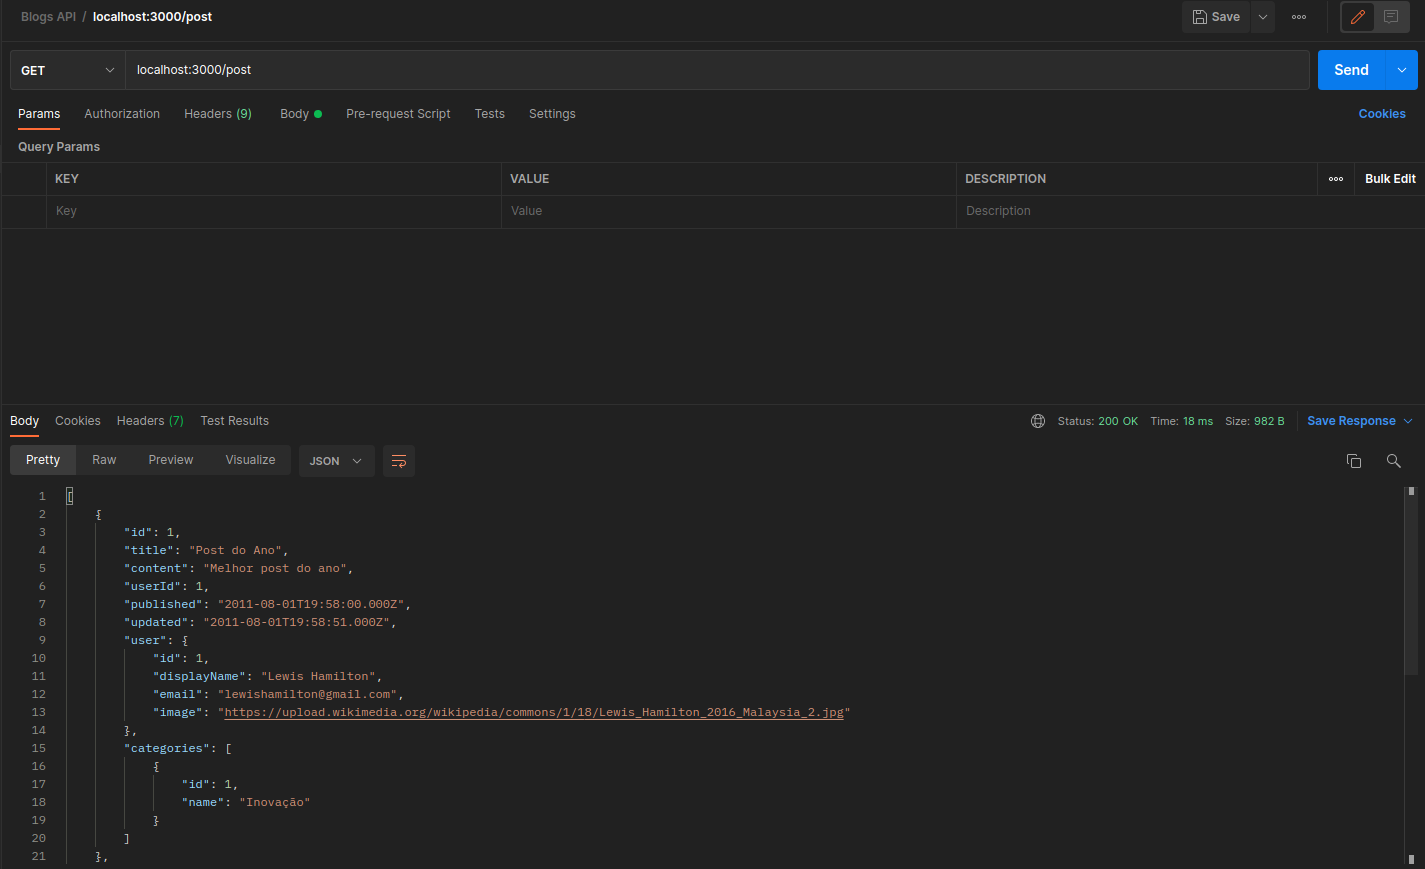 Blogs API / localhost:3000/post
Save
GET localhost:3000/post Send
Params Authorization Headers (9) Body Pre-request Script Tests Settings Cookies
Query Params
KEY VALUE DESCRIPTION Bulk Edit
Key Value Description
Body Cookies Headers (7) Test Results Status: 200 OK Time: 18 ms Size: 982 B Save Response
Pretty Raw Preview Visualize JSON
1 [
2 {
3 "id": 1,
4 "title": "Post do Ano",
5 "content": "Melhor post do ano",
6 "userId": 1,
7 "published": "2011-08-01T19:58:00.000Z",
8 "updated": "2011-08-01T19:58:51.000Z",
9 "user": {
10 "id": 1,
11 "displayName": "Lewis Hamilton",
12 "email": "lewishamilton@gmail.com",
13 "image": "https://upload.wikimedia.org/wikipedia/commons/1/18/Lewis_Hamilton_2016_Malaysia_2.jpg"
14 },
15 "categories": [
16 {
17 "id": 1,
18 "name": "Inovação"
19 }
20 ]
21 },